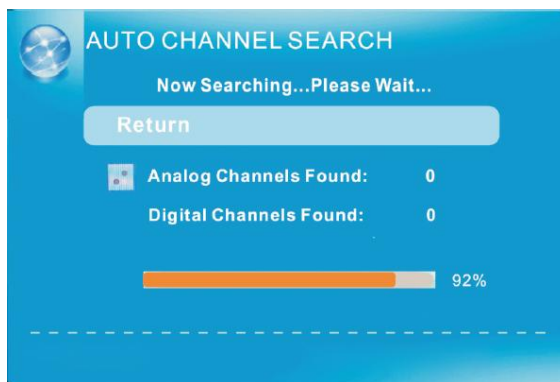 AUTO CHANNEL SEARCH
Now Searching...Please Wait...
Return
Analog Channels Found: 0
Digital Channels Found: 0
92%